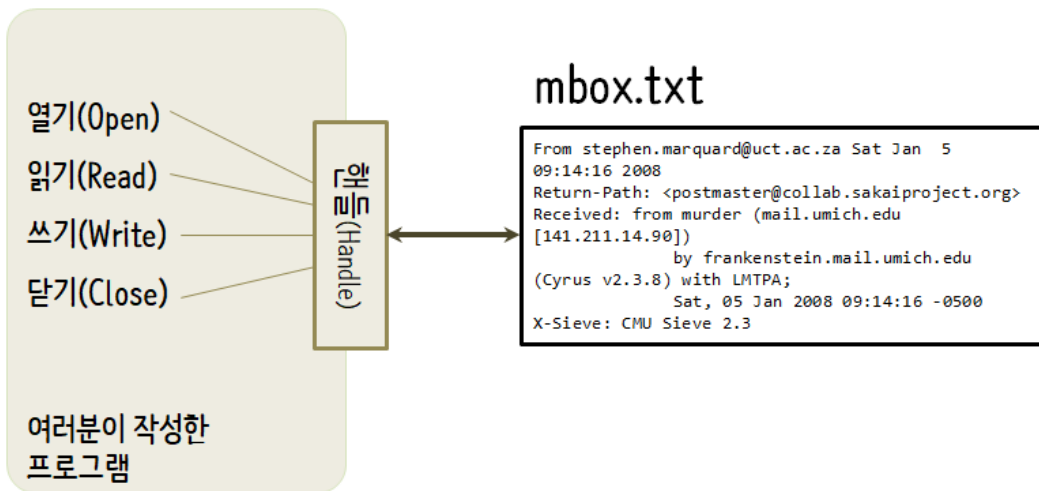 열기(Open)
읽기(Read)
쓰기(Write)
닫기(Close)
여러분이 작성한
프로그램
핸들(Handle)
mbox.txt
From stephen.marquard@uct.ac.za Sat Jan  5
09:14:16 2008
Return-Path: <postmaster@collab.sakaiproject.org>
Received: from murder (mail.umich.edu
[141.211.14.90])
by frankenstein.mail.umich.edu
(Cyrus v2.3.8) with LMTPA;
Sat, 05 Jan 2008 09:14:16 -0500
X-Sieve: CMU Sieve 2.3